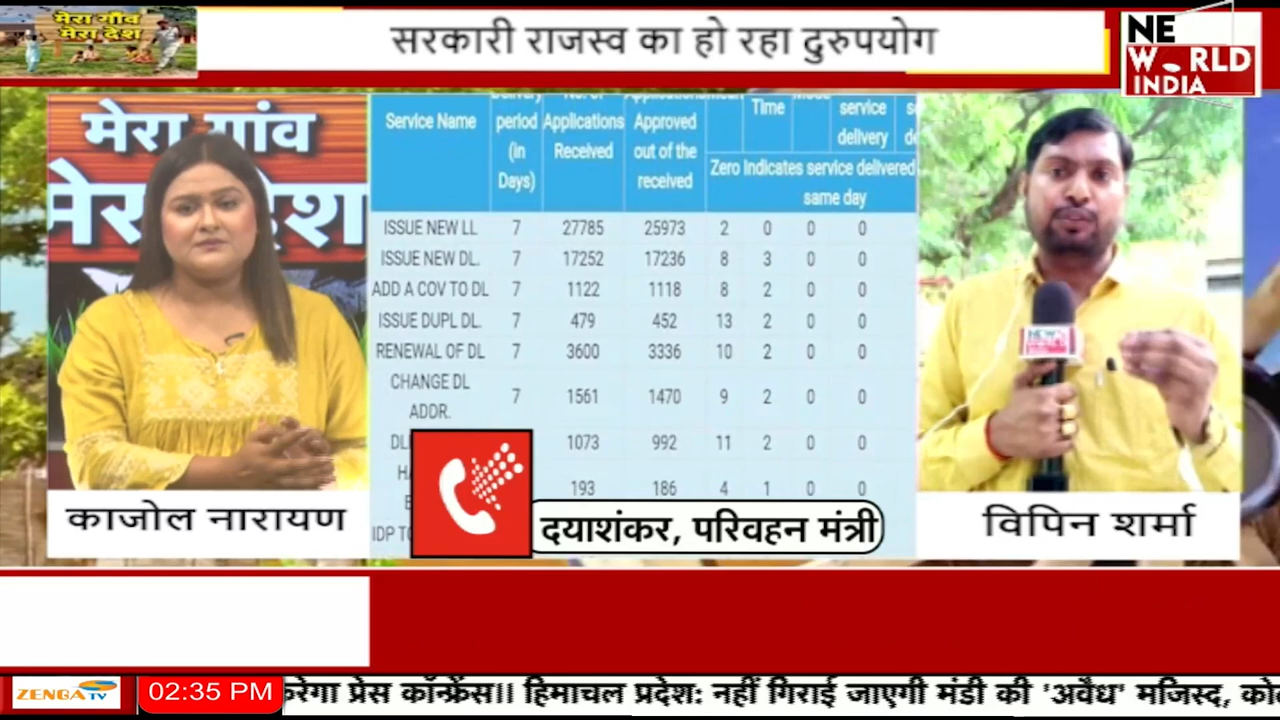 मेरा गाँव
मेरा देश
सरकारी राजस्व का हो रहा दुरुपयोग
NE
WORLD
INDIA
मेरा गांव
Service Name
period
(in
Days)
Applications
Received
Approved
out of the
received
Time
service
delivery
Zero indicates service delivered
same day
ISSUE NEW LL 7 27785 25973 2 0 0 0
ISSUE NEW DL. 7 17252 17236 8 3 0 0
ADD A COV TO DL 7 1122 1118 8 2 0 0
ISSUE DUPL DL. 7 479 452 13 2 0 0
RENEWAL OF DL 7 3600 3336 10 2 0 0
CHANGE DL
ADDR. 7 1561 1470 9 2 0 0
DL 1073 992 11 2 0 0
193 186 4 1 0 0
IDP
काजोल नारायण
दयाशंकर, परिवहन मंत्री
NEW
विपिन शर्मा
ZENGA TV
02:35 PM
करेगा प्रेस कॉन्फ्रेंस।। हिमाचल प्रदेश: नहीं गिराई जाएगी मंडी की 'अवैध' मजिस्द,